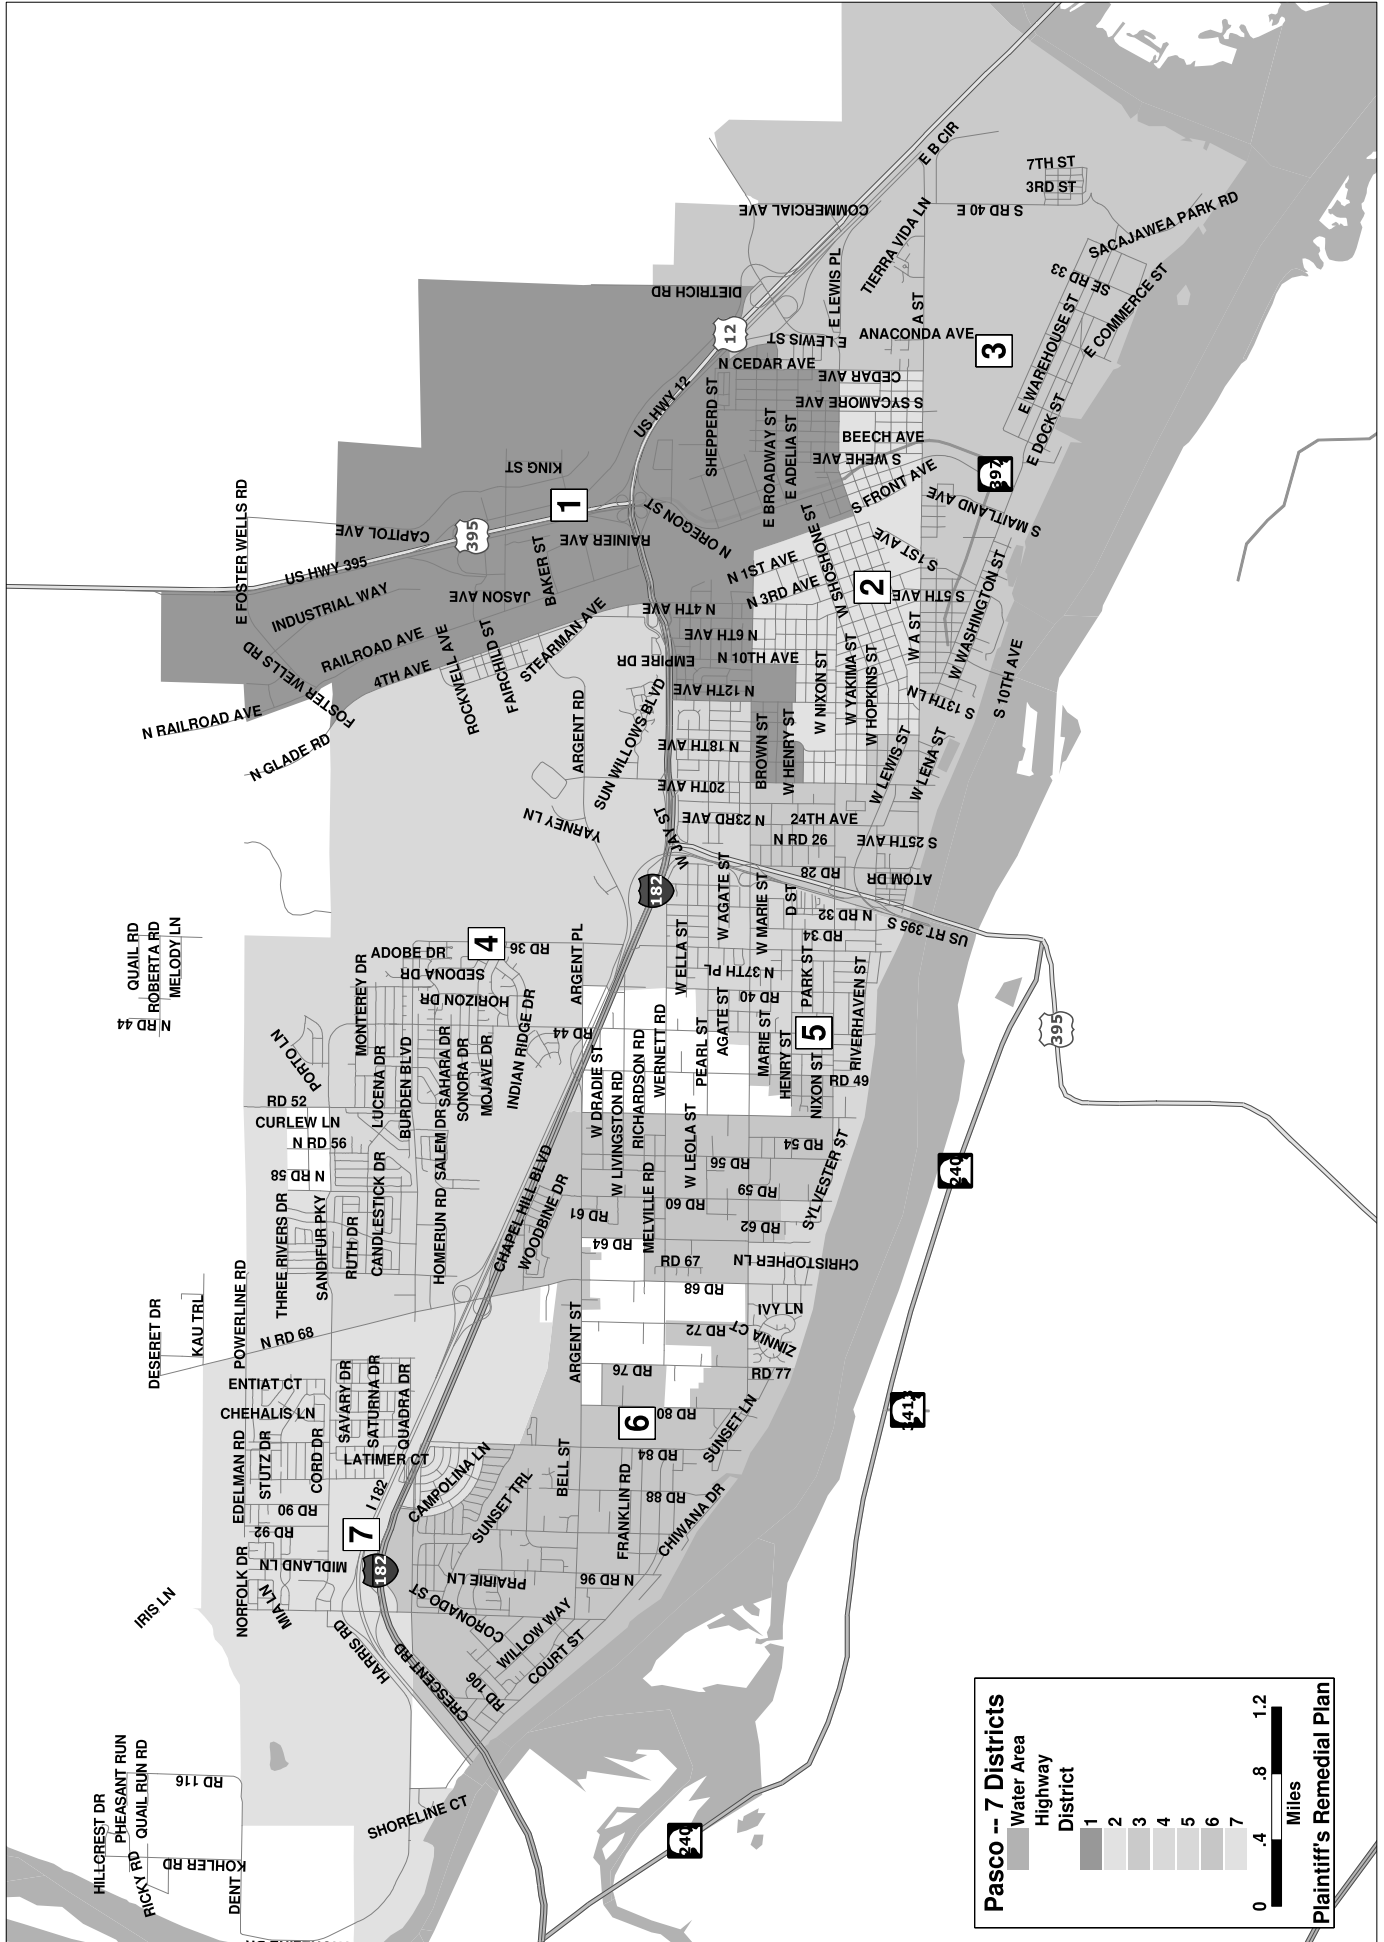 E FOSTER WELLS RD
CAPITOL AVE
US HWY 395
395
INDUSTRIAL WAY
RAILROAD AVE
4TH AVE
FOSTER WELLS RD
N RAILROAD AVE
N GLADE RD
KING ST
1
RAINIER AVE
BAKER ST
JASON AVE
STEARMAN AVE
FAIRCHILD ST
ROCKWELL AVE
US HWY 12
12
DIETRICH RD
COMMERCIAL AVE
E B CIR
7TH ST
3RD ST
S RD 40 E
SACAJAWEA PARK RD
TIERRA VIDA LN
E LEWIS PL
A ST
SE RD 33
E COMMERCE ST
E WAREHOUSE ST
E DOCK ST
ANACONDA AVE
3
E LEWIS ST
N CEDAR AVE
CEDAR AVE
S SYCAMORE AVE
BEECH AVE
S WEHE AVE
SHEPPERD ST
E BROADWAY ST
E ADELIA ST
S FRONT AVE
397
S MAITLAND AVE
N OREGON ST
N 1ST AVE
N 3RD AVE
W SHOSHONE ST
S 1ST AVE
2
S 5TH AVE
N 4TH AVE
N 6TH AVE
N 10TH AVE
N 12TH AVE
EMPIRE DR
W NIXON ST
W YAKIMA ST
W HOPKINS ST
W A ST
W WASHINGTON ST
S 10TH AVE
S 13TH LN
ARGENT RD
SUN WILLOWS BLVD
N 18TH AVE
20TH AVE
BROWN ST
W HENRY ST
W LEWIS ST
W LENA ST
YARNEY LN
W JAY ST
N 23RD AVE
24TH AVE
N RD 26
S 25TH AVE
RD 28
ATOM DR
182
W AGATE ST
W MARIE ST
D ST
N RD 32
RD 34
US RT 395 S
QUAIL RD
ROBERTA RD
MELODY LN
N RD 44
4
ADOBE DR
RD 36
SEDONA DR
HORIZON DR
MONTEREY DR
ARGENT PL
W ELLA ST
N 37TH PL
RD 40
PARK ST
RIVERHAVEN ST
5
PORTO LN
LUCENA DR
BURDEN BLVD
SAHARA DR
SONORA DR
MOJAVE DR
INDIAN RIDGE DR
RD 44
W DRADIE ST
W LIVINGSTON RD
RICHARDSON RD
WERNETT RD
PEARL ST
AGATE ST
MARIE ST
HENRY ST
NIXON ST
RD 49
395
RD 52
CURLEW LN
N RD 56
N RD 58
SALEM DR
HOMERUN RD
CANDLESTICK DR
RUTH DR
SANDIFUR PKY
THREE RIVERS DR
CHAPEL HILL BLVD
WOODBINE DR
RD 61
RD 64
MELVILLE RD
W LEOLA ST
RD 54
RD 56
RD 59
RD 60
RD 62
SYLVESTER ST
240
RD 67
RD 68
CHRISTOPHER LN
IVY LN
ZINNIA CT
RD 72
RD 76
RD 77
DESERET DR
KAU TRL
POWERLINE RD
N RD 68
ARGENT ST
ENTIAT CT
CHEHALIS LN
SAVARY DR
SATURNA DR
QUADRA DR
EDELMAN RD
STUTZ DR
CORD DR
LATIMER CT
CAMPOLINA LN
SUNSET TRL
BELL ST
6
RD 80
RD 84
SUNSET LN
RD 88
FRANKLIN RD
CHIWANA DR
RD 90
RD 92
I 182
7
182
MIDLAND LN
NORFOLK DR
MIA LN
IRIS LN
PRAIRIE LN
N RD 96
CORONADO ST
WILLOW WAY
COURT ST
HARRIS RD
CRESCENT RD
RD 106
HILLCREST DR
PHEASANT RUN
QUAIL RUN RD
RD 116
RICKY RD
KOHLER RD
DENT
SHORELINE CT
240
Pasco -- 7 Districts
Water Area
Highway
District
1
2
3
4
5
6
7
0 .4 .8 1.2
Miles
Plaintiff's Remedial Plan